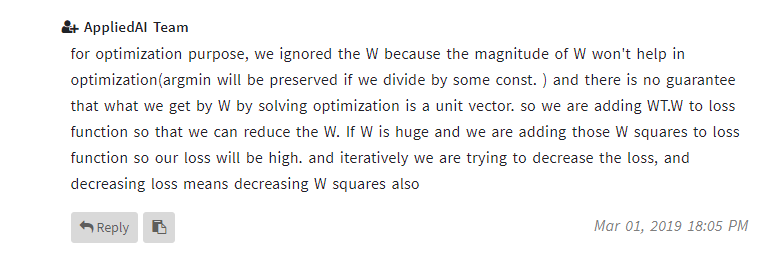 AppliedAI Team
for optimization purpose, we ignored the W because the magnitude of W won't help in
optimization(argmin will be preserved if we divide by some const. ) and there is no guarantee
that what we get by W by solving optimization is a unit vector. so we are adding WT.W to loss
function so that we can reduce the W. If W is huge and we are adding those W squares to loss
function so our loss will be high. and iteratively we are trying to decrease the loss, and
decreasing loss means decreasing W squares also
Reply
Mar 01, 2019 18:05 PM